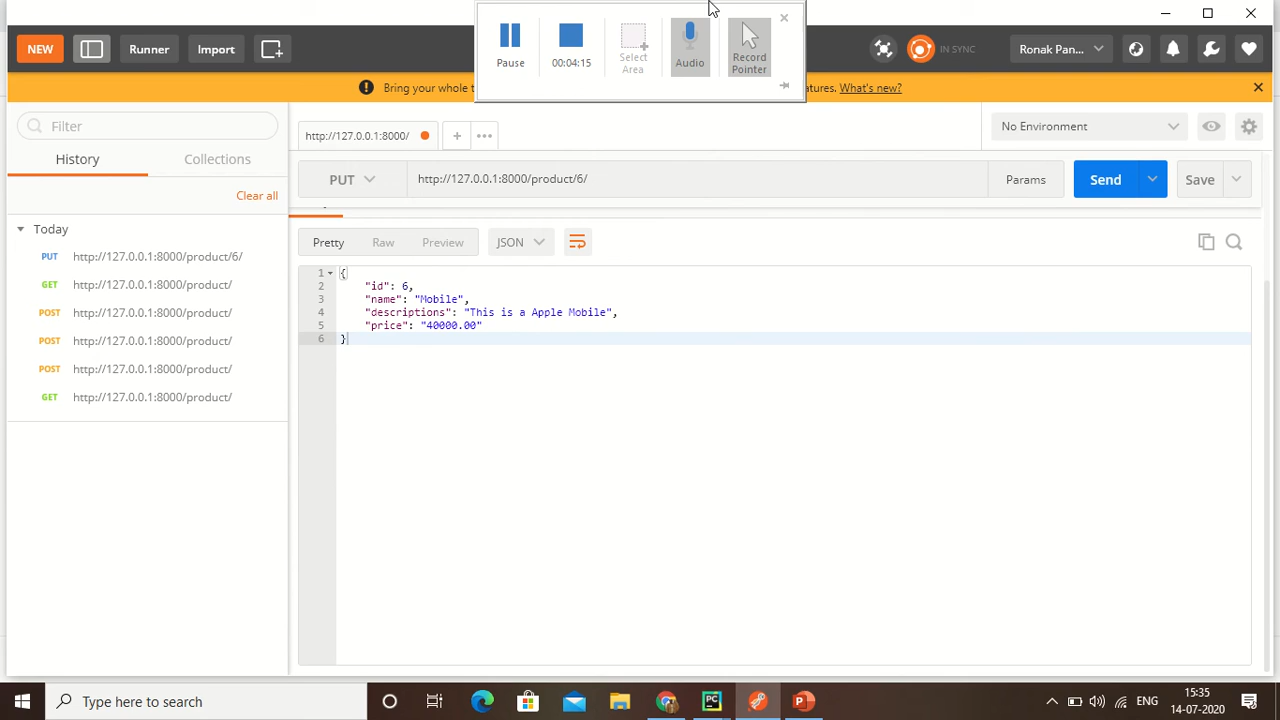 Pause
00:04:15
Select Area
Audio
Record Pointer
NEW
Runner
Import
IN SYNC
Ronak Pan...
Bring your whole t
atures. What's new?
Filter
History
Collections
Clear all
Today
PUT http://127.0.0.1:8000/product/6/
GET http://127.0.0.1:8000/product/
POST http://127.0.0.1:8000/product/
POST http://127.0.0.1:8000/product/
POST http://127.0.0.1:8000/product/
GET http://127.0.0.1:8000/product/
http://127.0.0.1:8000/
No Environment
PUT
http://127.0.0.1:8000/product/6/
Params
Send
Save
Pretty
Raw
Preview
JSON
1 {
2 "id": 6,
3 "name": "Mobile",
4 "descriptions": "This is a Apple Mobile",
5 "price": "40000.00"
6 }
Type here to search
ENG
15:35
14-07-2020